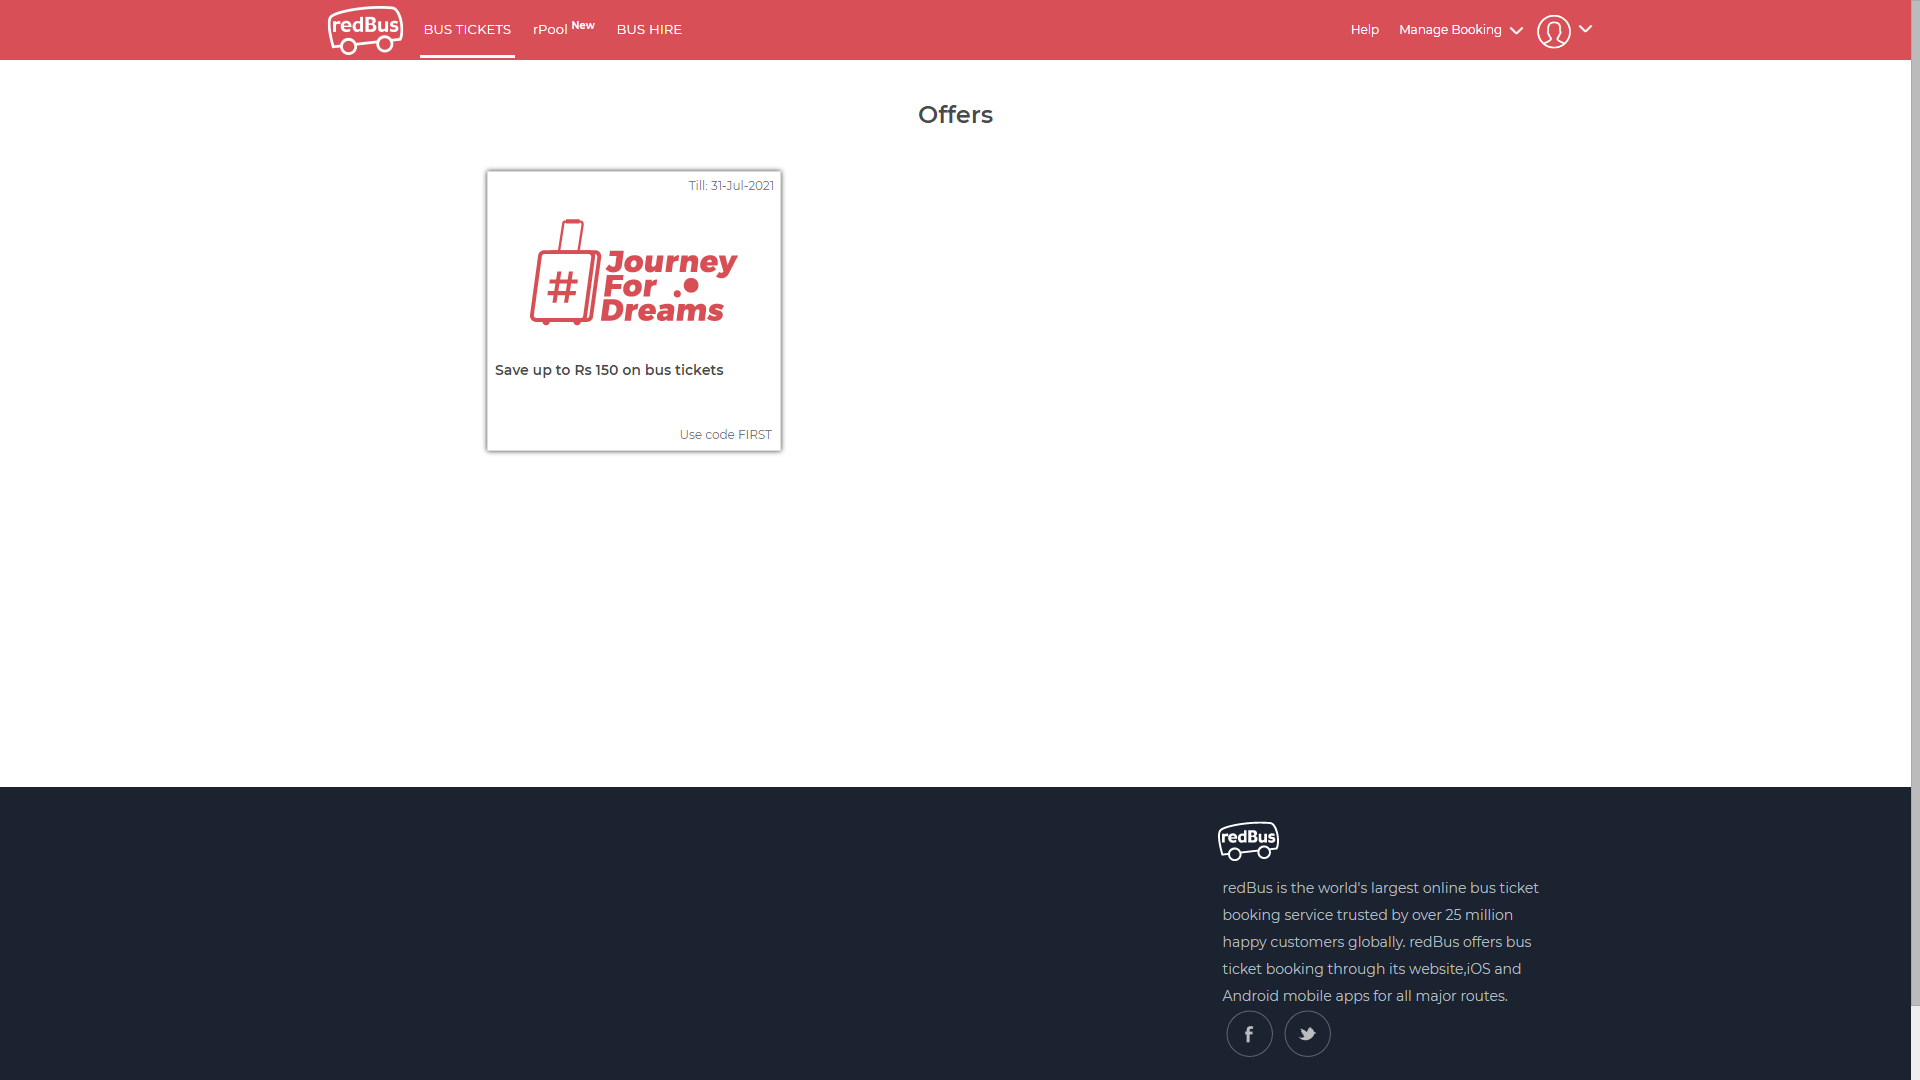 redBus
BUS TICKETS
rPool New
BUS HIRE
Help
Manage Booking
Offers
Till: 31-Jul-2021
# Journey
For
Dreams
Save up to Rs 150 on bus tickets
Use code FIRST
redBus
redBus is the world's largest online bus ticket
booking service trusted by over 25 million
happy customers globally. redBus offers bus
ticket booking through its website,iOS and
Android mobile apps for all major routes.